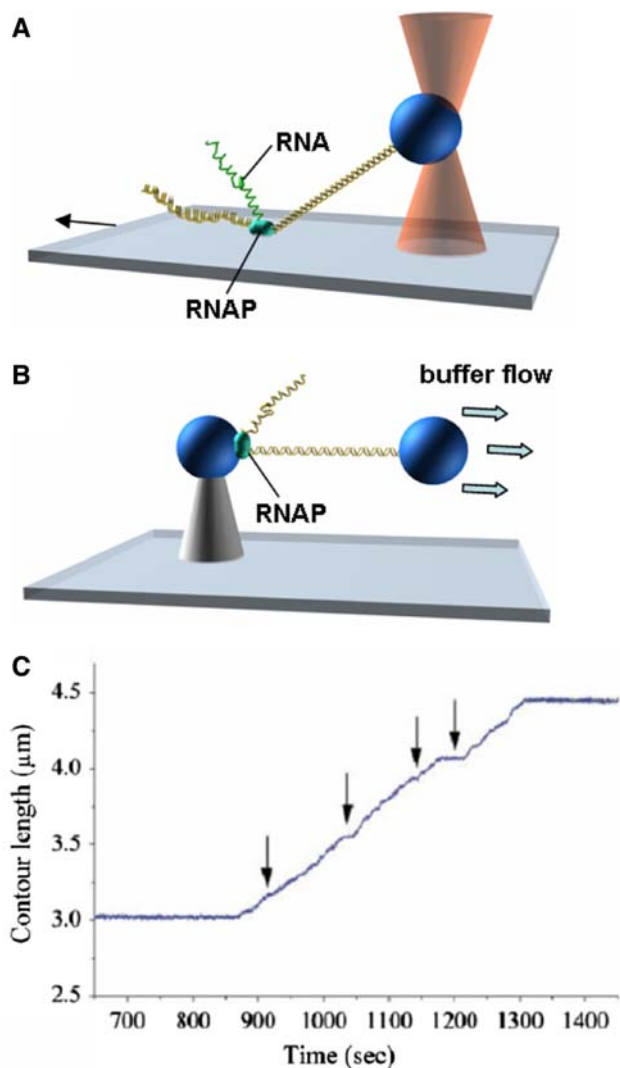 A
RNA
RNAP
B
buffer flow
RNAP
C
Contour length (µm)
4.5
4.0
3.5
3.0
2.5
700 800 900 1000 1100 1200 1300 1400
Time (sec)